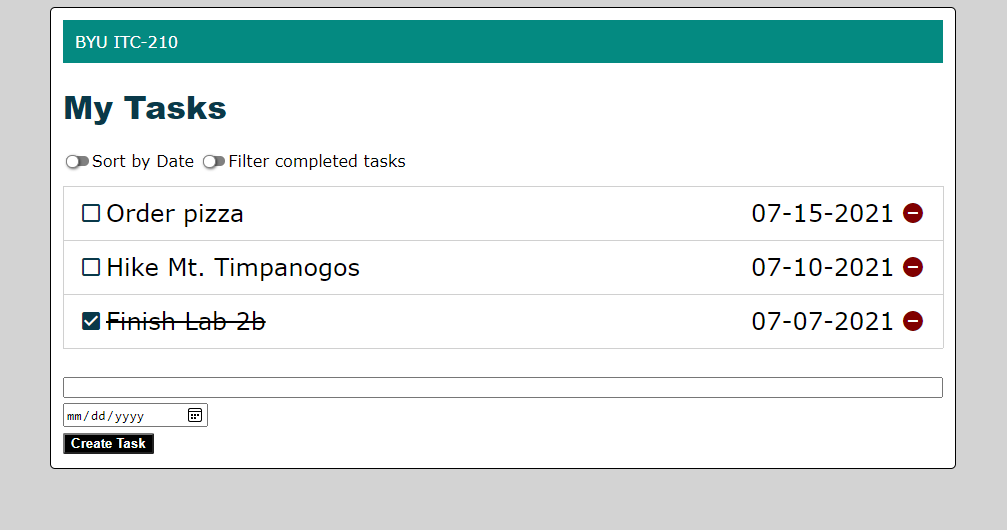 BYU ITC-210
My Tasks
Sort by Date Filter completed tasks
Order pizza 07-15-2021
Hike Mt. Timpanogos 07-10-2021
Finish Lab 2b 07-07-2021
mm/dd/yyyy
Create Task